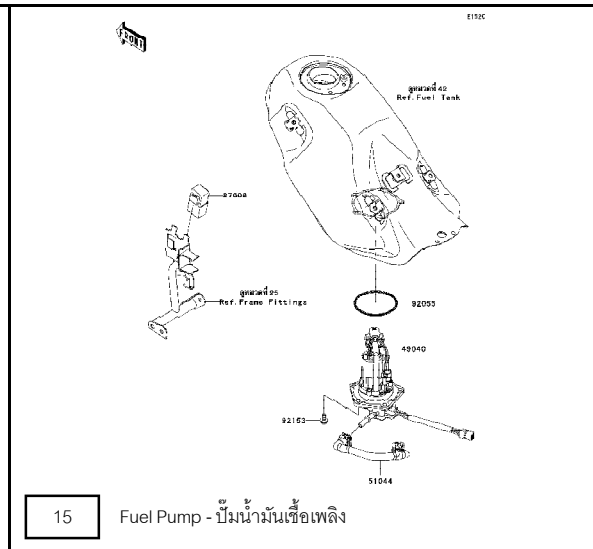 E152C
FRONT
ดูหมวดที่ 42
Ref.Fuel Tank
27008
ดูหมวดที่ 95
Ref.Frame Fittings
92055
49040
92153
51044
15 Fuel Pump - ปั๊มน้ำมันเชื้อเพลิง